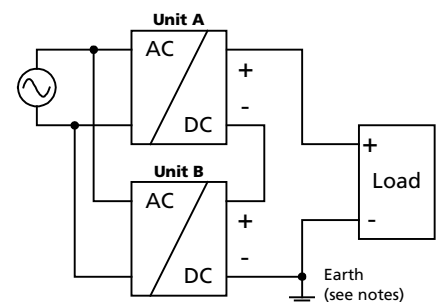 Unit A
AC
+
-
DC
Unit B
AC
+
-
DC
+
Load
-
Earth
(see notes)